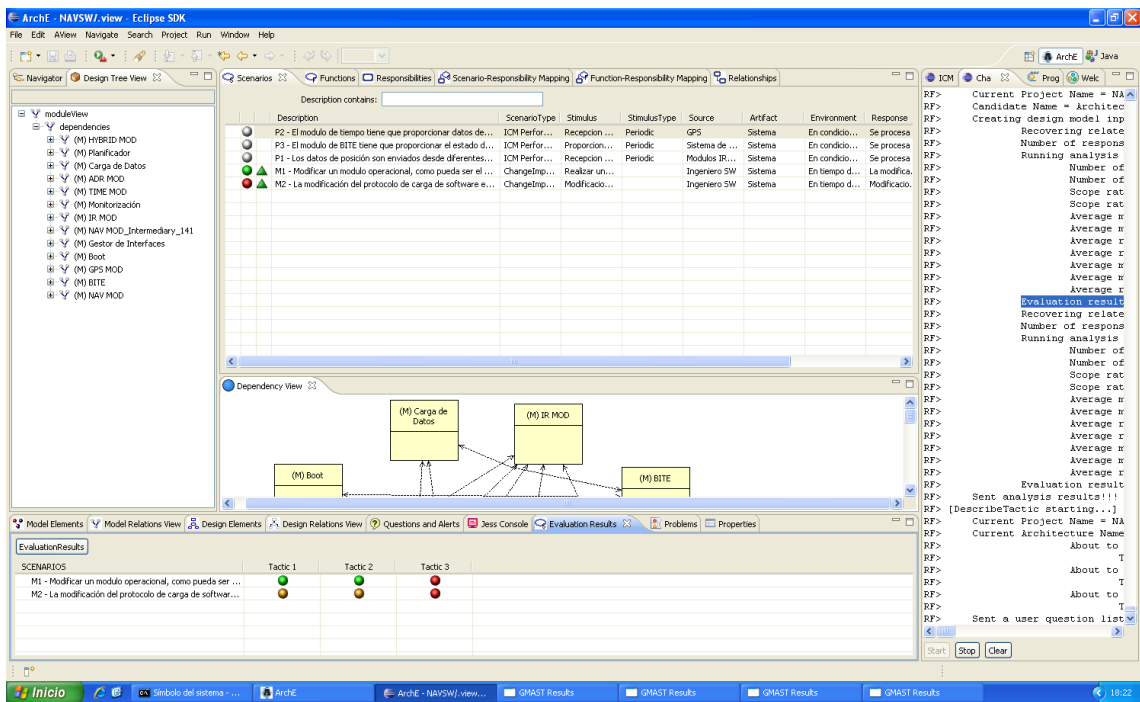 ArchE - NAVSW/.view - Eclipse SDK
File Edit AView Navigate Search Project Run Window Help
ArchE Java
Navigator Design Tree View
Scenarios Functions Responsibilities Scenario-Responsibility Mapping Function-Responsibility Mapping Relationships
ICM Cha Prog Welc
moduleView
dependencies
(M) HYBRID MOD
(M) Planificador
(M) Carga de Datos
(M) ADR MOD
(M) TIME MOD
(M) Monitorización
(M) IR MOD
(M) NAV MOD_Intermediary_141
(M) Gestor de Interfaces
(M) Boot
(M) GPS MOD
(M) BITE
(M) NAV MOD
Description contains:
Description ScenarioType Stimulus StimulusType Source Artifact Environment Response
P2 - El modulo de tiempo tiene que proporcionar datos de... ICM Perfor... Recepcion ... Periodic GPS Sistema En condicio... Se procesa
P3 - El modulo de BITE tiene que proporcionar el estado d... ICM Perfor... Proporcion... Periodic Sistema de ... Sistema En condicio... Se procesa
P1 - Los datos de posición son enviados desde diferentes... ICM Perfor... Recepcion ... Periodic Modulos IR... Sistema En condicio... Se procesa
M1 - Modificar un modulo operacional, como pueda ser el ... ChangeImp... Realizar un... Ingeniero SW Sistema En tiempo d... La modifica.
M2 - La modificación del protocolo de carga de software e... ChangeImp... Modificacio... Ingeniero SW Sistema En tiempo d... Modificacio.
Dependency View
(M) Carga de
Datos
(M) IR MOD
(M) Boot
(M) BITE
RF> Current Project Name = NA
RF> Candidate Name = Architec
RF> Creating design model inp
RF> Recovering relate
RF> Number of respons
RF> Running analysis
RF> Number of
RF> Number of
RF> Scope rat
RF> Scope rat
RF> Average m
RF> Average m
RF> Average r
RF> Average r
RF> Average m
RF> Average r
RF> Evaluation result
RF> Recovering relate
RF> Number of respons
RF> Running analysis
RF> Number of
RF> Number of
RF> Scope rat
RF> Scope rat
RF> Average m
RF> Average m
RF> Average r
RF> Average r
RF> Average m
RF> Average r
RF> Evaluation result
RF> Sent analysis results!!!
RF> [DescribeTactic starting...]
RF> Current Project Name = NA
RF> Current Architecture Name
RF> About to
RF> T
RF> About to
RF> T
RF> About to
RF> T
RF> Sent a user question list
Start Stop Clear
Model Elements Model Relations View Design Elements Design Relations View Questions and Alerts Jess Console Evaluation Results Problems Properties
EvaluationResults
SCENARIOS Tactic 1 Tactic 2 Tactic 3
M1 - Modificar un modulo operacional, como pueda ser ...
M2 - La modificación del protocolo de carga de softwar...
Inicio Símbolo del sistema - ... ArchE ArchE - NAVSW/.view... GMAST Results GMAST Results GMAST Results GMAST Results 18:22